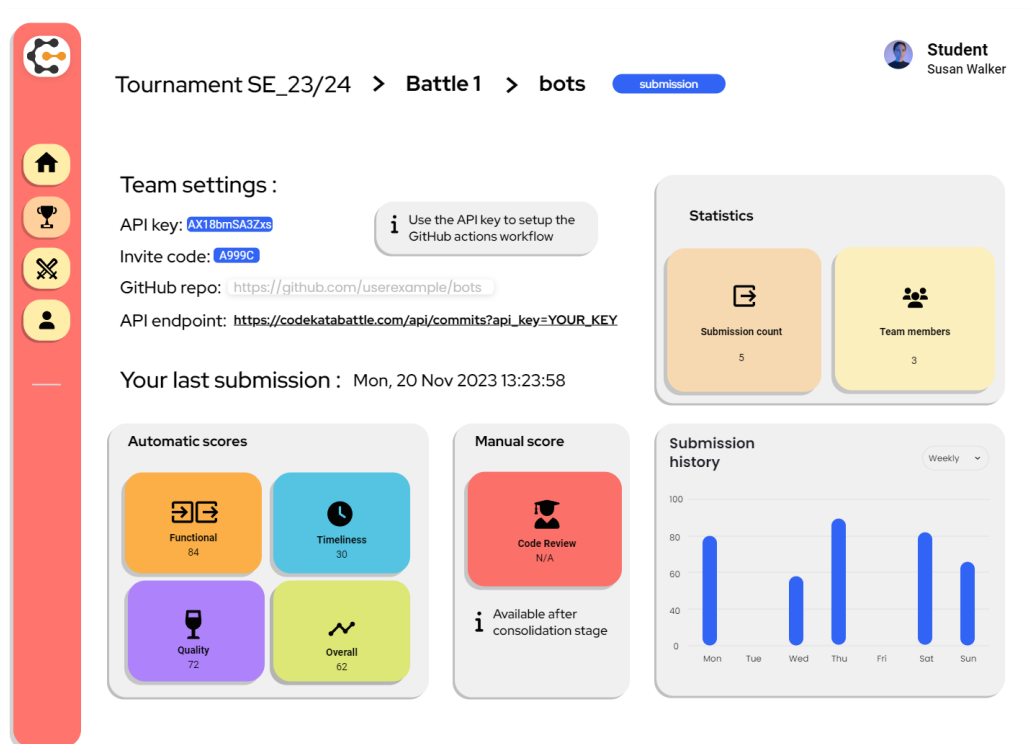 Student
Susan Walker
Tournament SE_23/24 > Battle 1 > bots submission
Team settings :
API key: AX18bmSA3Zxs
Use the API key to setup the
GitHub actions workflow
Invite code: A999C
GitHub repo: https://github.com/userexample/bots
API endpoint: https://codekatabattle.com/api/commits?api_key=YOUR_KEY
Your last submission : Mon, 20 Nov 2023 13:23:58
Statistics
Submission count
5
Team members
3
Automatic scores
Functional
84
Timeliness
30
Quality
72
Overall
62
Manual score
Code Review
N/A
Available after
consolidation stage
Submission
history
Weekly
100
80
60
40
0
Mon Tue Wed Thu Fri Sat Sun